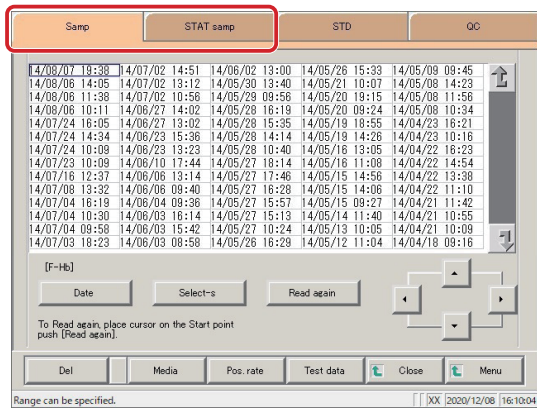 Samp STAT samp STD QC
14/08/07 19:38 14/07/02 14:51 14/06/02 13:00 14/05/26 15:33 14/05/09 09:45
14/08/06 14:05 14/07/02 13:12 14/05/30 13:40 14/05/21 10:07 14/05/08 14:23
14/08/06 11:38 14/07/02 10:56 14/05/29 09:56 14/05/20 19:15 14/05/08 11:56
14/08/06 10:11 14/06/27 14:02 14/05/28 16:19 14/05/20 09:24 14/05/08 10:34
14/07/24 16:05 14/06/27 13:02 14/05/28 15:35 14/05/19 18:55 14/04/23 16:21
14/07/24 14:34 14/06/23 15:36 14/05/28 14:14 14/05/19 14:26 14/04/23 10:16
14/07/24 10:09 14/06/23 13:23 14/05/28 10:40 14/05/16 13:05 14/04/22 16:23
14/07/23 10:09 14/06/10 17:44 14/05/27 18:14 14/05/16 11:08 14/04/22 14:54
14/07/16 12:37 14/06/06 13:14 14/05/27 17:46 14/05/15 14:56 14/04/22 13:38
14/07/08 13:32 14/06/06 09:40 14/05/27 16:28 14/05/15 14:06 14/04/22 11:10
14/07/04 16:19 14/06/04 09:36 14/05/27 15:57 14/05/15 09:27 14/04/21 11:42
14/07/04 10:30 14/06/03 16:14 14/05/27 15:13 14/05/14 11:40 14/04/21 10:55
14/07/04 09:58 14/06/03 15:42 14/05/27 10:24 14/05/13 10:05 14/04/21 10:09
14/07/03 18:23 14/06/03 08:58 14/05/26 16:29 14/05/12 11:04 14/04/18 09:16
[F-Hb]
Date Select-s Read again
To Read again, place cursor on the Start point
push [Read again].
Del Media Pos. rate Test data Close Menu
Range can be specified. XX 2020/12/08 16:10:04